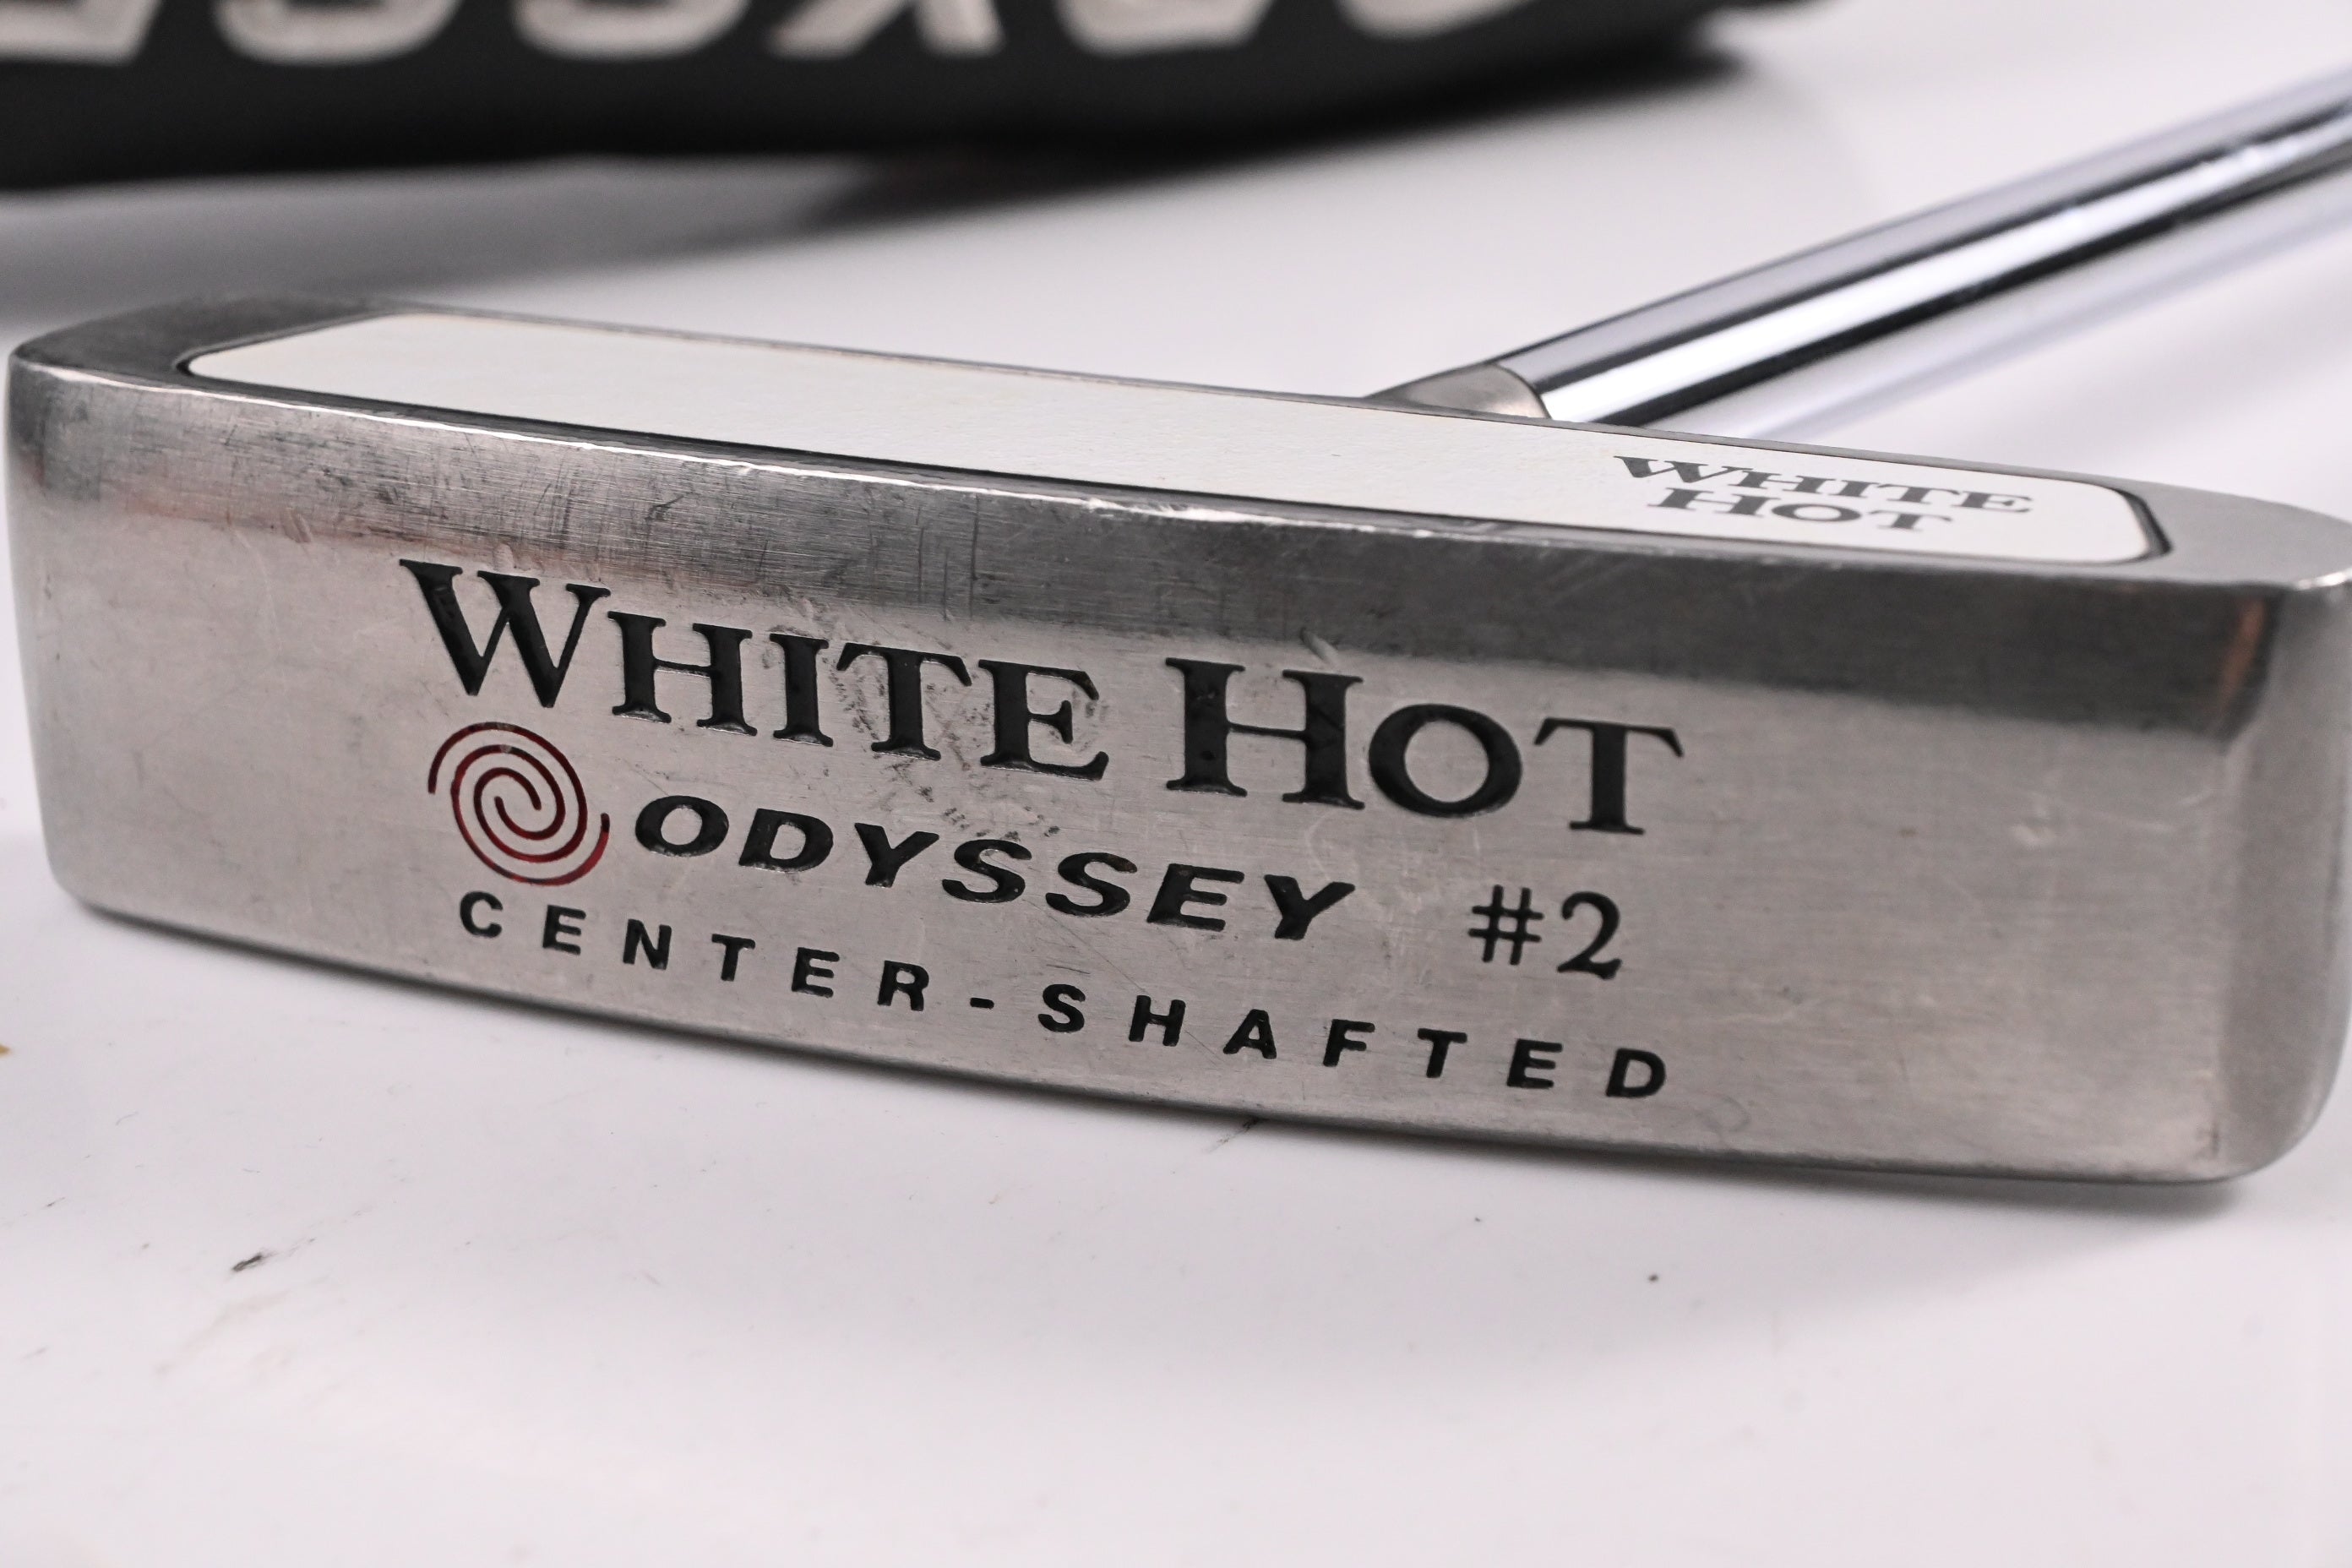 WHITE
HOT
WHITE HOT
ODYSSEY #2
CENTER-SHAFTED